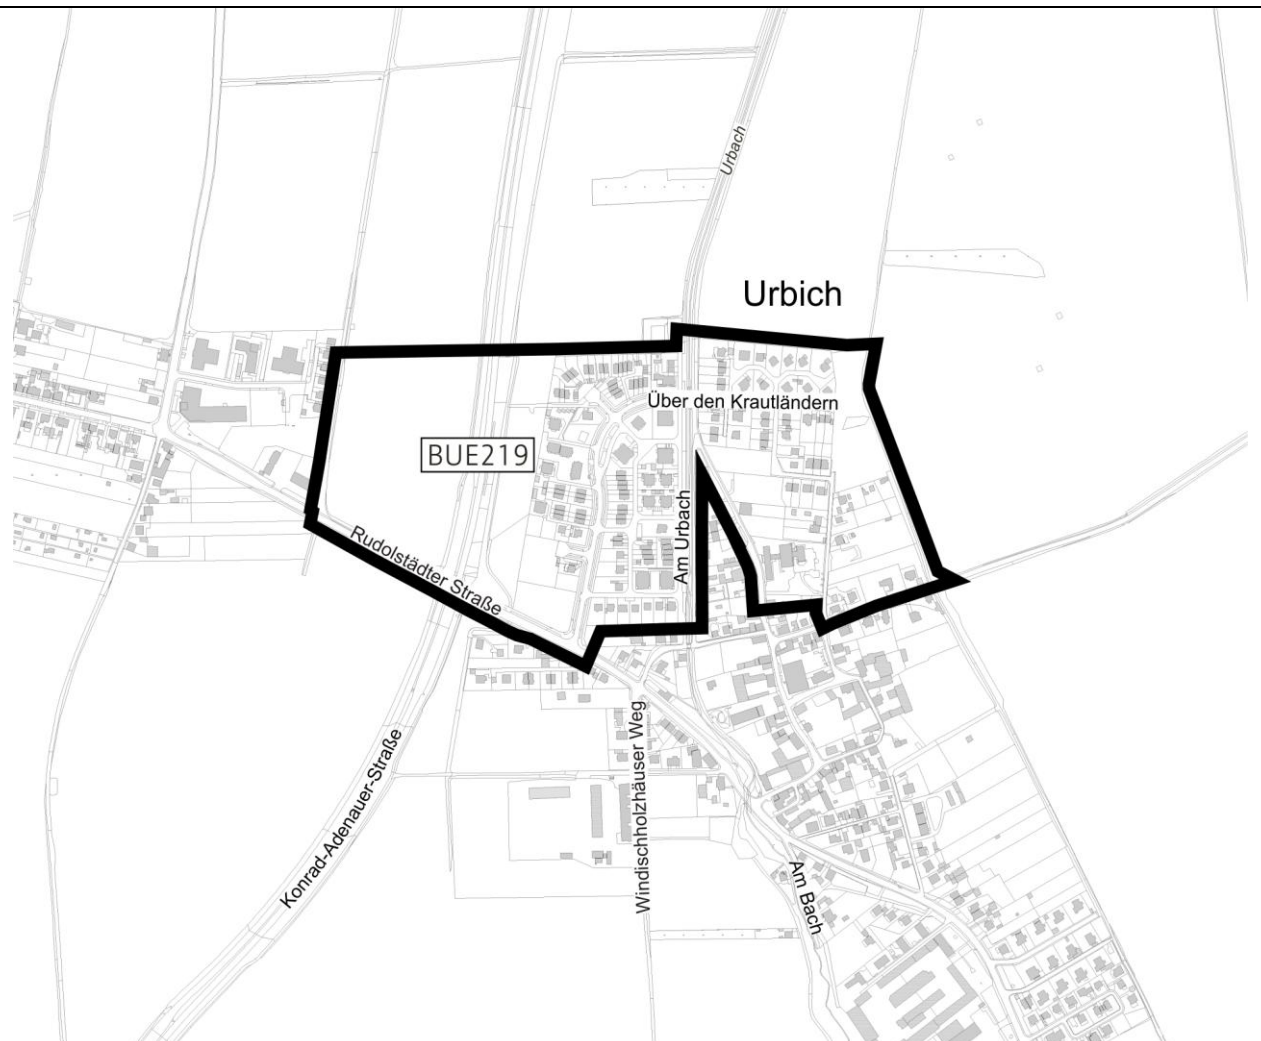 Urbach
Urbich
Über den Krautländern
BUE219
Am Urbach
Rudolstädter Straße
Windischholzhäuser Weg
Konrad-Adenauer-Straße
Am Bach